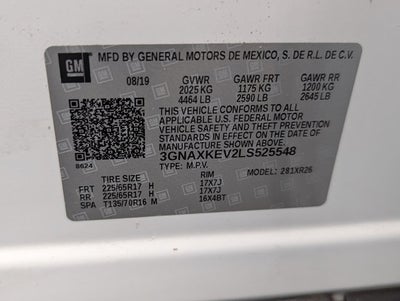 GM
MFD BY GENERAL MOTORS DE MEXICO, S. DE R.L. DE C.V.
08/19 GVWR GAWR FRT GAWR RR
2025 KG 1175 KG 1200 KG
4464 LB 2590 LB 2645 LB
THIS VEHICLE CONFORMS TO ALL
APPLICABLE U.S. FEDERAL MOTOR
VEHICLE SAFETY, BUMPER, AND THEFT
PREVENTION STANDARDS IN EFFECT ON
THE DATE OF MANUFACTURE SHOWN ABOVE.
3GNAXKEV2LS525548
8624 TYPE: M.P.V. MODEL: 281XR26
TIRE SIZE RIM
FRT 225/65R17 H 17X7J
RR 225/65R17 H 17X7J
SPA T135/70R16 M 16X4BT